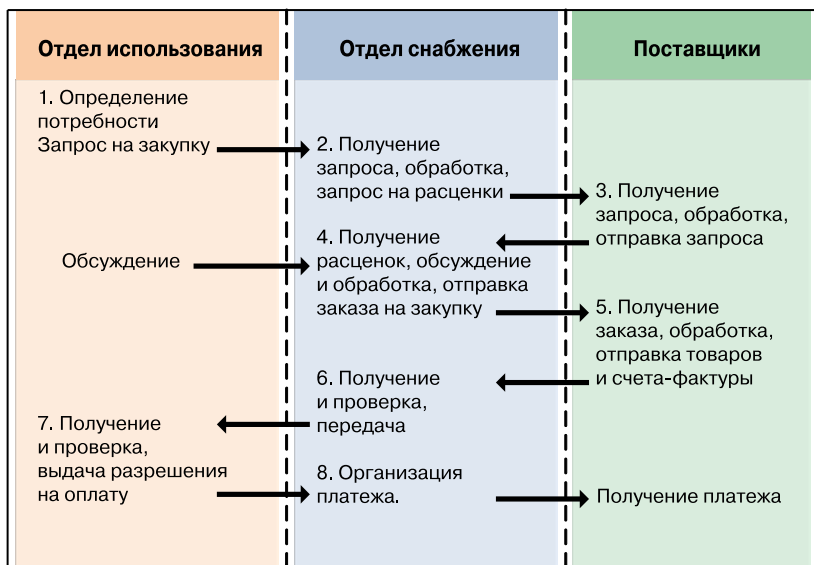 Отдел использования
Отдел снабжения
Поставщики
1. Определение
потребности
Запрос на закупку
2. Получение
запроса, обработка,
запрос на расценки
3. Получение
запроса, обработка,
отправка запроса
Обсуждение
4. Получение
расценок, обсуждение
и обработка, отправка
заказа на закупку
5. Получение
заказа, обработка,
отправка товаров
и счета-фактуры
6. Получение
и проверка,
передача
7. Получение
и проверка,
выдача разрешения
на оплату
8. Организация
платежа.
Получение платежа